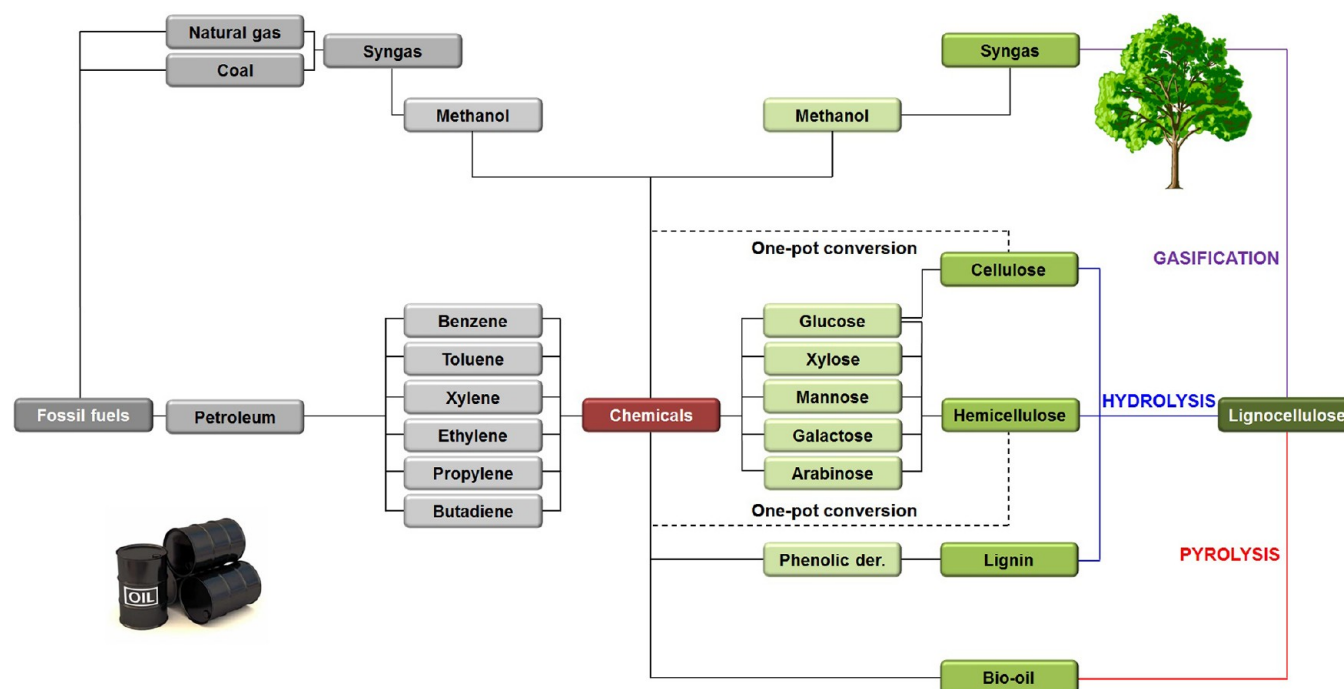 Natural gas
Syngas
Syngas
Coal
Methanol
Methanol
One-pot conversion
Cellulose
GASIFICATION
Benzene
Glucose
Toluene
Xylose
Xylene
Mannose
HYDROLYSIS
Fossil fuels
Petroleum
Chemicals
Hemicellulose
Lignocellulose
Ethylene
Galactose
Propylene
Arabinose
Butadiene
One-pot conversion
Phenolic der.
Lignin
PYROLYSIS
OIL
Bio-oil